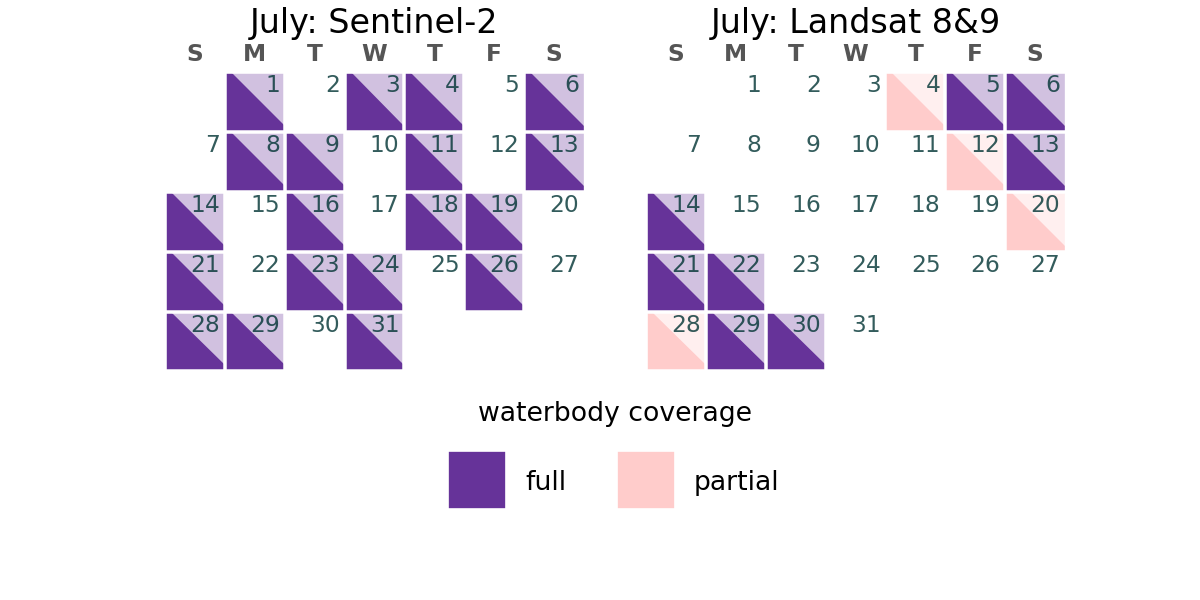 July: Sentinel-2
S M T W T F S
1 2 3 4 5 6
7 8 9 10 11 12 13
14 15 16 17 18 19 20
21 22 23 24 25 26 27
28 29 30 31
July: Landsat 8&9
S M T W T F S
1 2 3 4 5 6
7 8 9 10 11 12 13
14 15 16 17 18 19 20
21 22 23 24 25 26 27
28 29 30 31
waterbody coverage
full partial